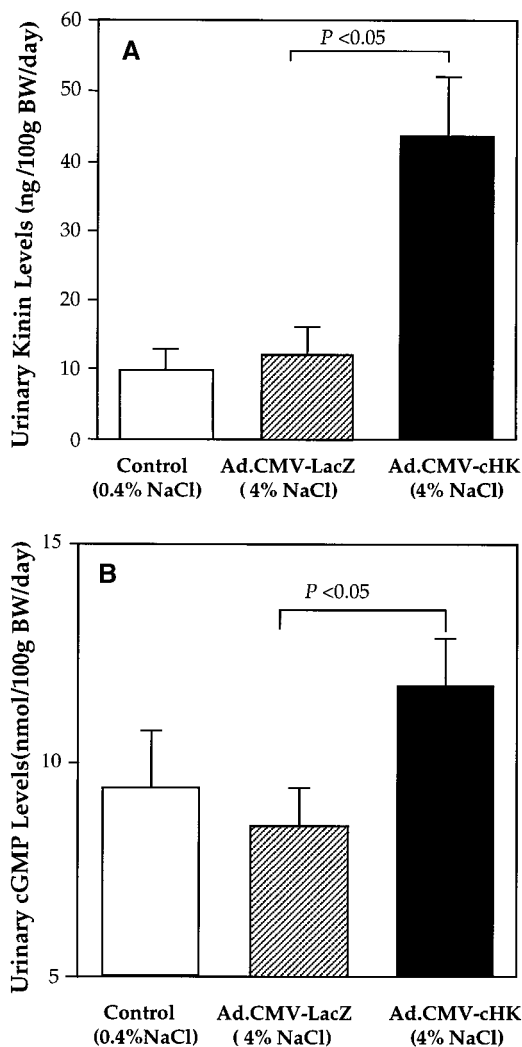 60
50
40
30
20
10
0
Urinary Kinin Levels (ng/100g BW/day)
A
P <0.05
Control Ad.CMV-LacZ Ad.CMV-cHK
(0.4% NaCl) ( 4% NaCl) (4% NaCl)
15
10
5
Urinary cGMP Levels(nmol/100g BW/day)
B
P <0.05
Control Ad.CMV-LacZ Ad.CMV-cHK
(0.4%NaCl) ( 4% NaCl) (4% NaCl)